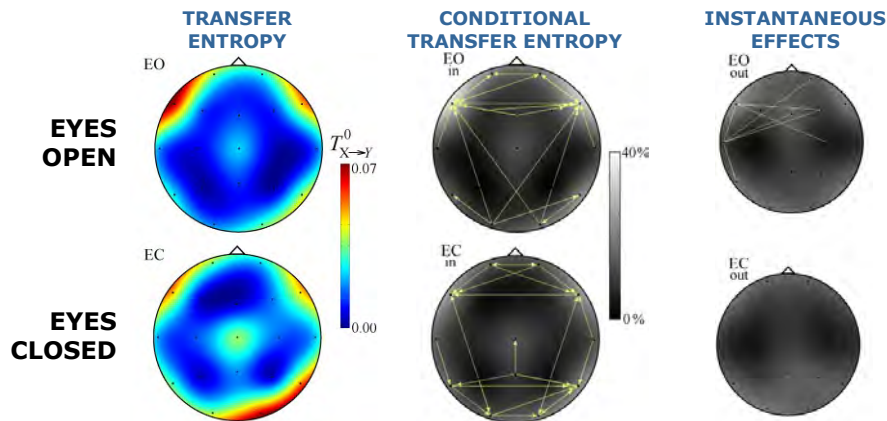 TRANSFER
ENTROPY
CONDITIONAL
TRANSFER ENTROPY
INSTANTANEOUS
EFFECTS
EO
EO
in
EO
out
EYES
OPEN
T⁰X→Y
0.07
0.00
40%
0%
EC
EC
in
EC
out
EYES
CLOSED